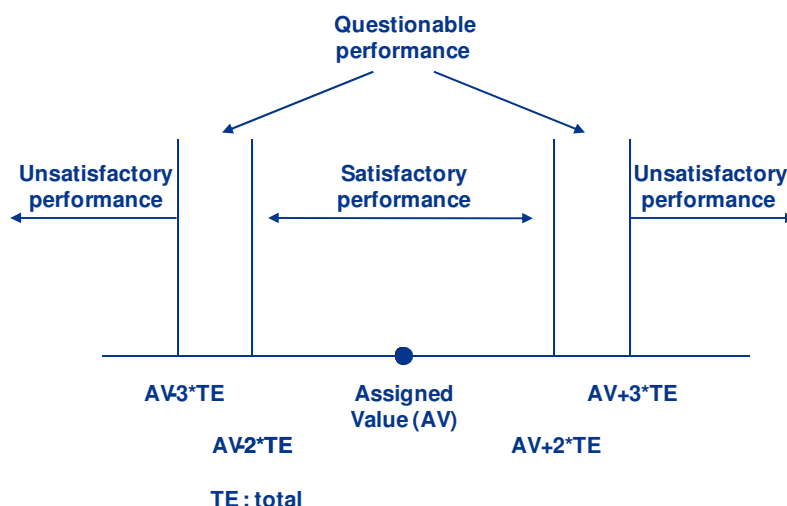 Questionable
performance
Unsatisfactory
performance
Satisfactory
performance
Unsatisfactory
performance
AV-3*TE
Assigned
Value (AV)
AV+3*TE
AV-2*TE
AV+2*TE
TE : total